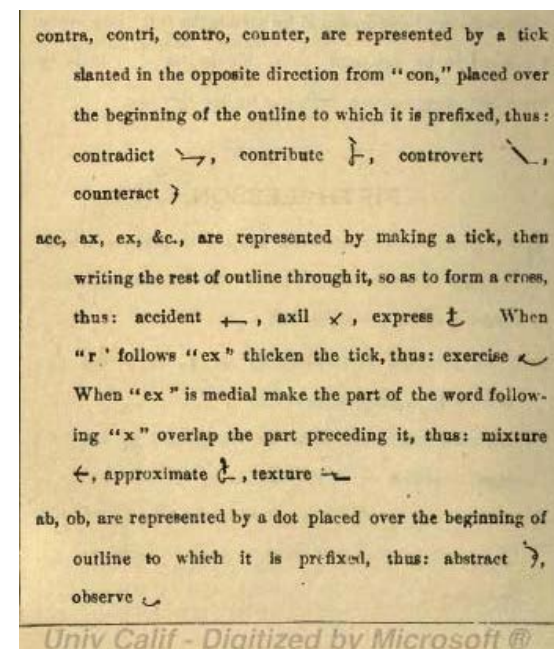 contra, contri, contro, counter, are represented by a tick
slanted in the opposite direction from "con," placed over
the beginning of the outline to which it is prefixed, thus:
contradict , contribute , controvert ,
counteract
acc, ax, ex, &c., are represented by making a tick, then
writing the rest of outline through it, so as to form a cross,
thus: accident , axil , express When
"r' follows "ex" thicken the tick, thus: exercise
When "ex" is medial make the part of the word follow-
ing "x" overlap the part preceding it, thus: mixture
, approximate , texture
ab, ob, are represented by a dot placed over the beginning of
outline to which it is prefixed, thus: abstract ,
observe
Univ Calif - Digitized by Microsoft ®